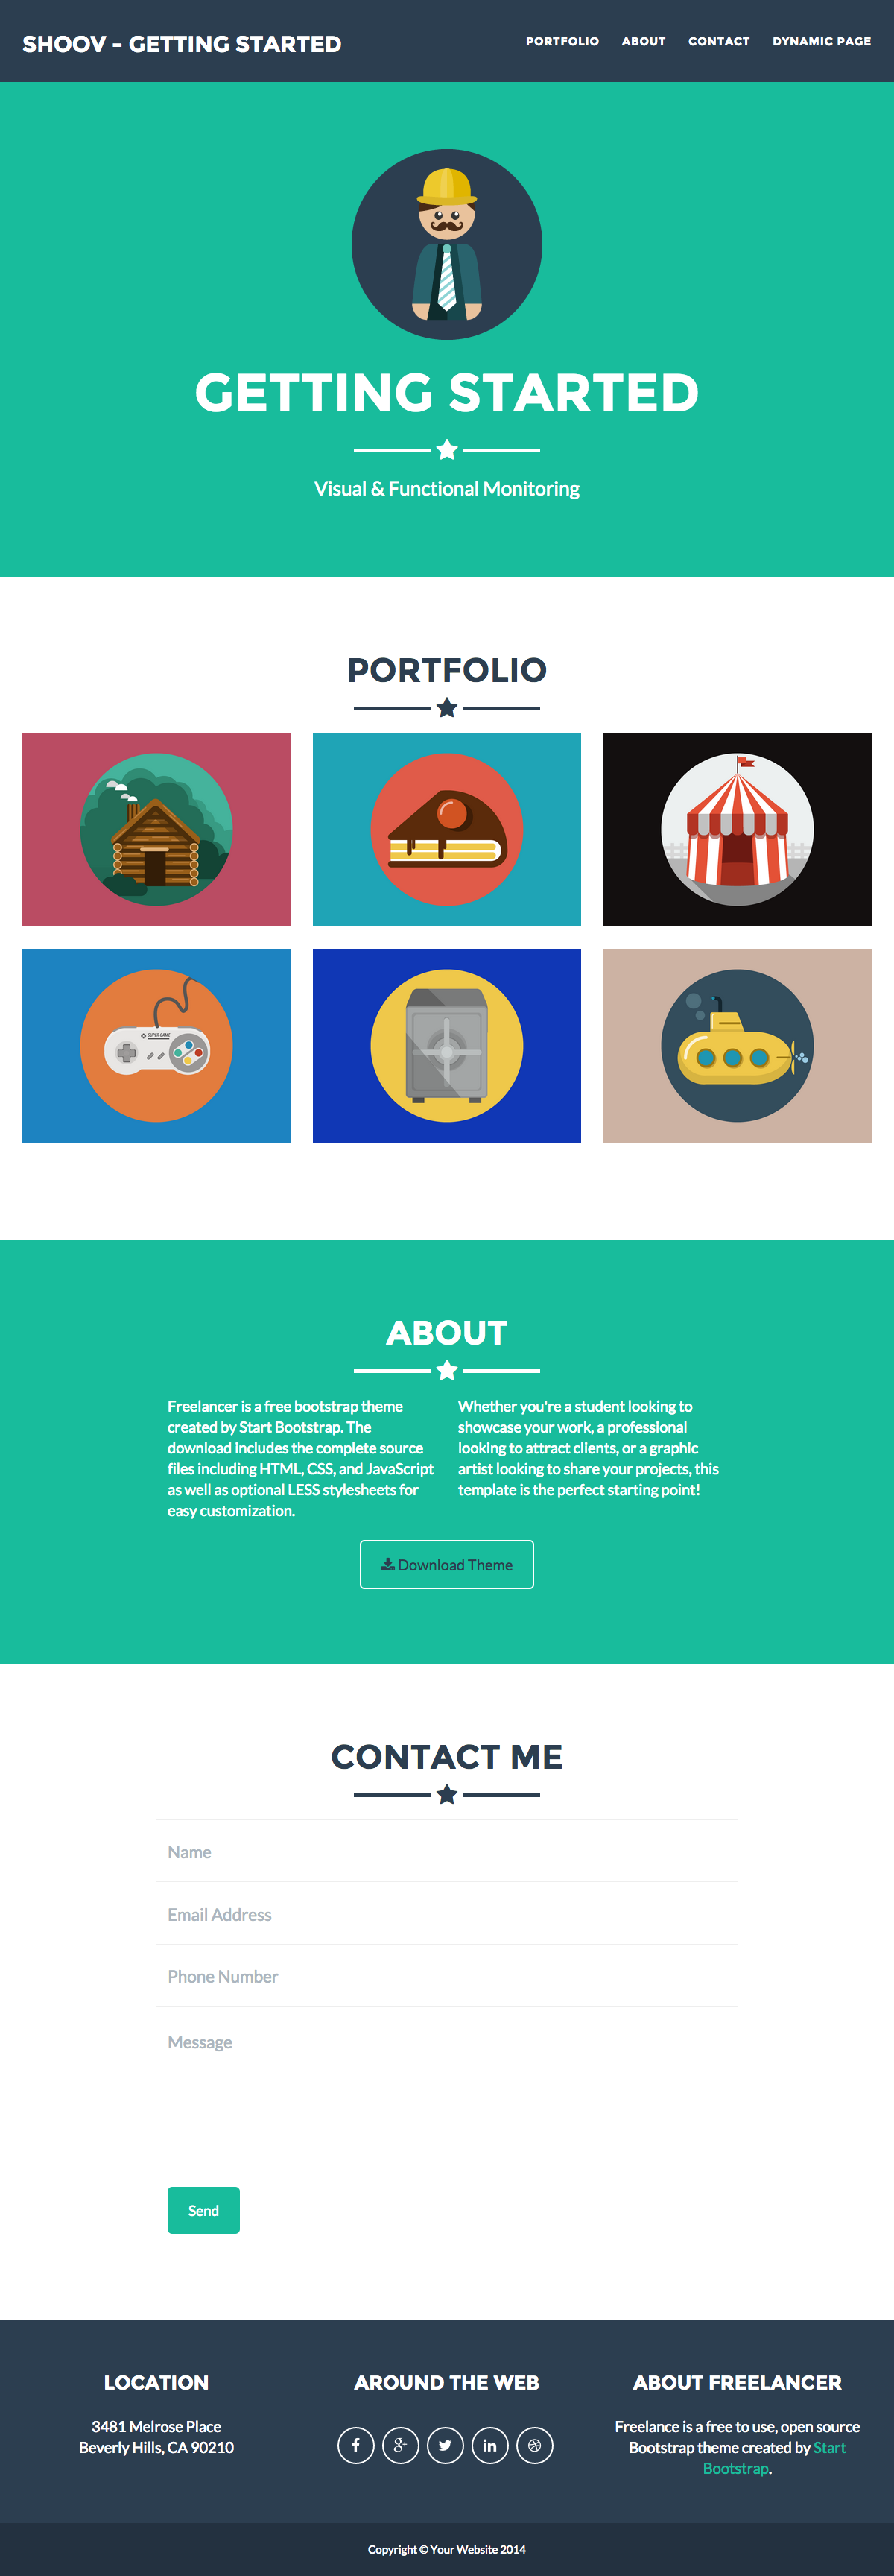 SHOOV - GETTING STARTED
PORTFOLIO ABOUT CONTACT DYNAMIC PAGE
GETTING STARTED
Visual & Functional Monitoring
PORTFOLIO
SUPER GAME
ABOUT
Freelancer is a free bootstrap theme
created by Start Bootstrap. The
download includes the complete source
files including HTML, CSS, and JavaScript
as well as optional LESS stylesheets for
easy customization.
Whether you're a student looking to
showcase your work, a professional
looking to attract clients, or a graphic
artist looking to share your projects, this
template is the perfect starting point!
Download Theme
CONTACT ME
Name
Email Address
Phone Number
Message
Send
LOCATION
3481 Melrose Place
Beverly Hills, CA 90210
AROUND THE WEB
ABOUT FREELANCER
Freelance is a free to use, open source
Bootstrap theme created by Start
Bootstrap.
Copyright © Your Website 2014